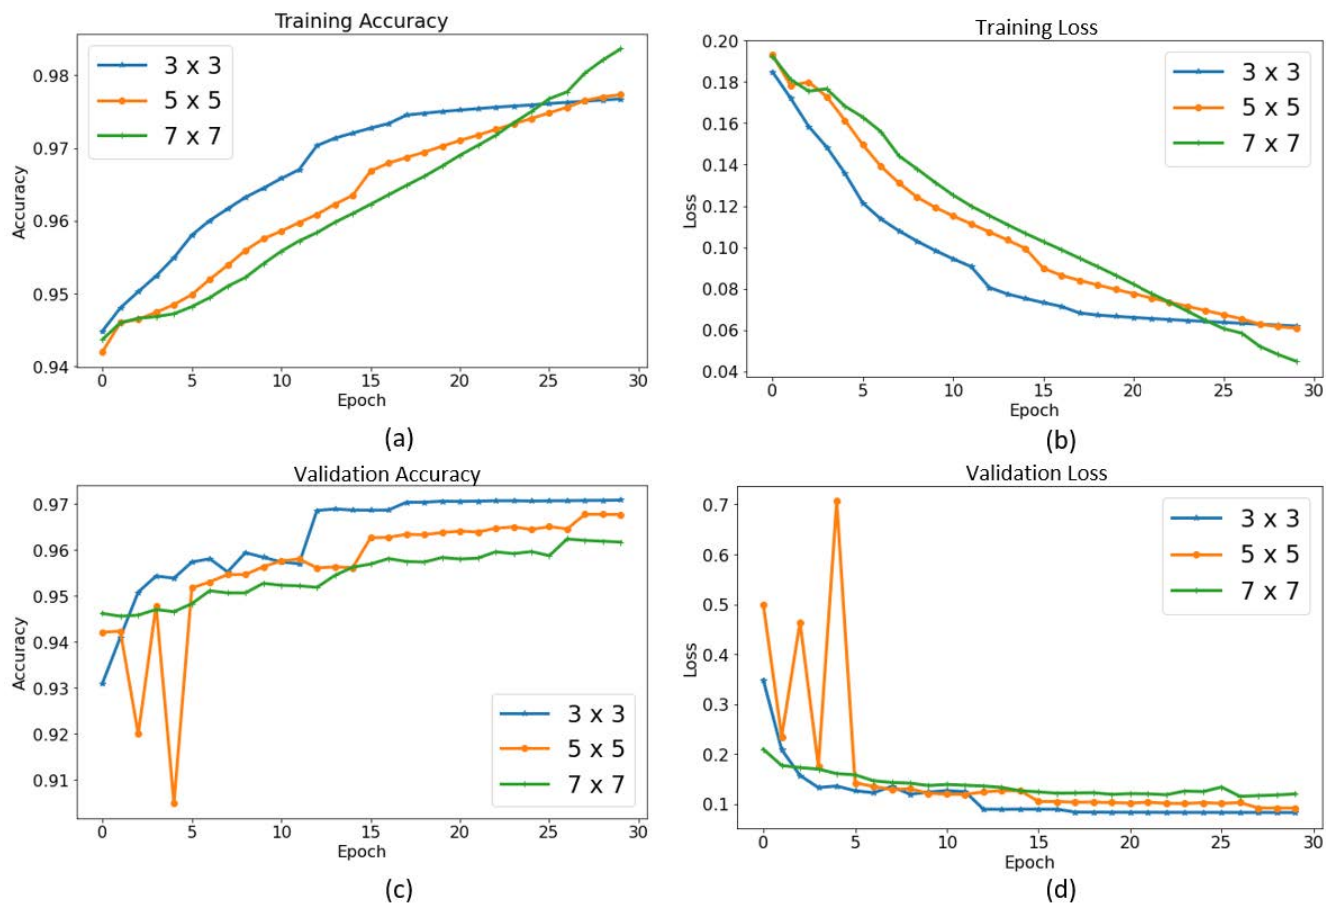 Training Accuracy
3 x 3
5 x 5
7 x 7
Accuracy
0.98
0.97
0.96
0.95
0.94
0 5 10 15 20 25 30
Epoch
(a)
Training Loss
3 x 3
5 x 5
7 x 7
Loss
0.20
0.18
0.16
0.14
0.12
0.10
0.08
0.06
0.04
0 5 10 15 20 25 30
Epoch
(b)
Validation Accuracy
3 x 3
5 x 5
7 x 7
Accuracy
0.97
0.96
0.95
0.94
0.93
0.92
0.91
0 5 10 15 20 25 30
Epoch
(c)
Validation Loss
3 x 3
5 x 5
7 x 7
Loss
0.7
0.6
0.5
0.4
0.3
0.2
0.1
0 5 10 15 20 25 30
Epoch
(d)